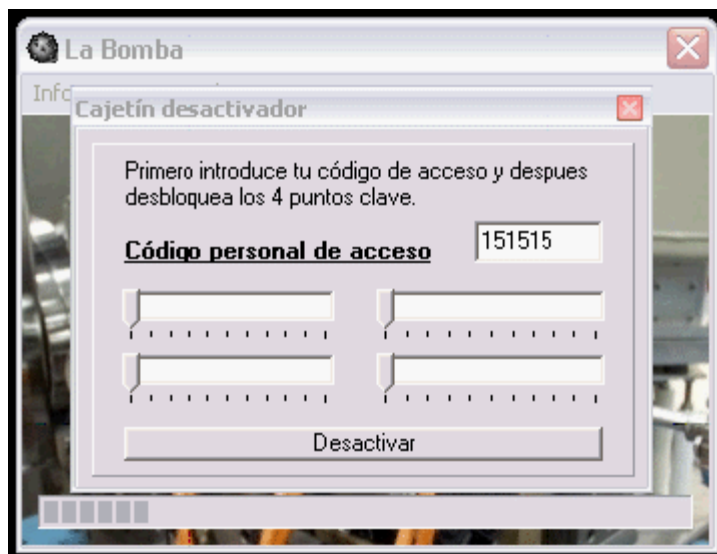 La Bomba
Info
Cajetín desactivador
Primero introduce tu código de acceso y despues
desbloquea los 4 puntos clave.
Código personal de acceso
151515
Desactivar